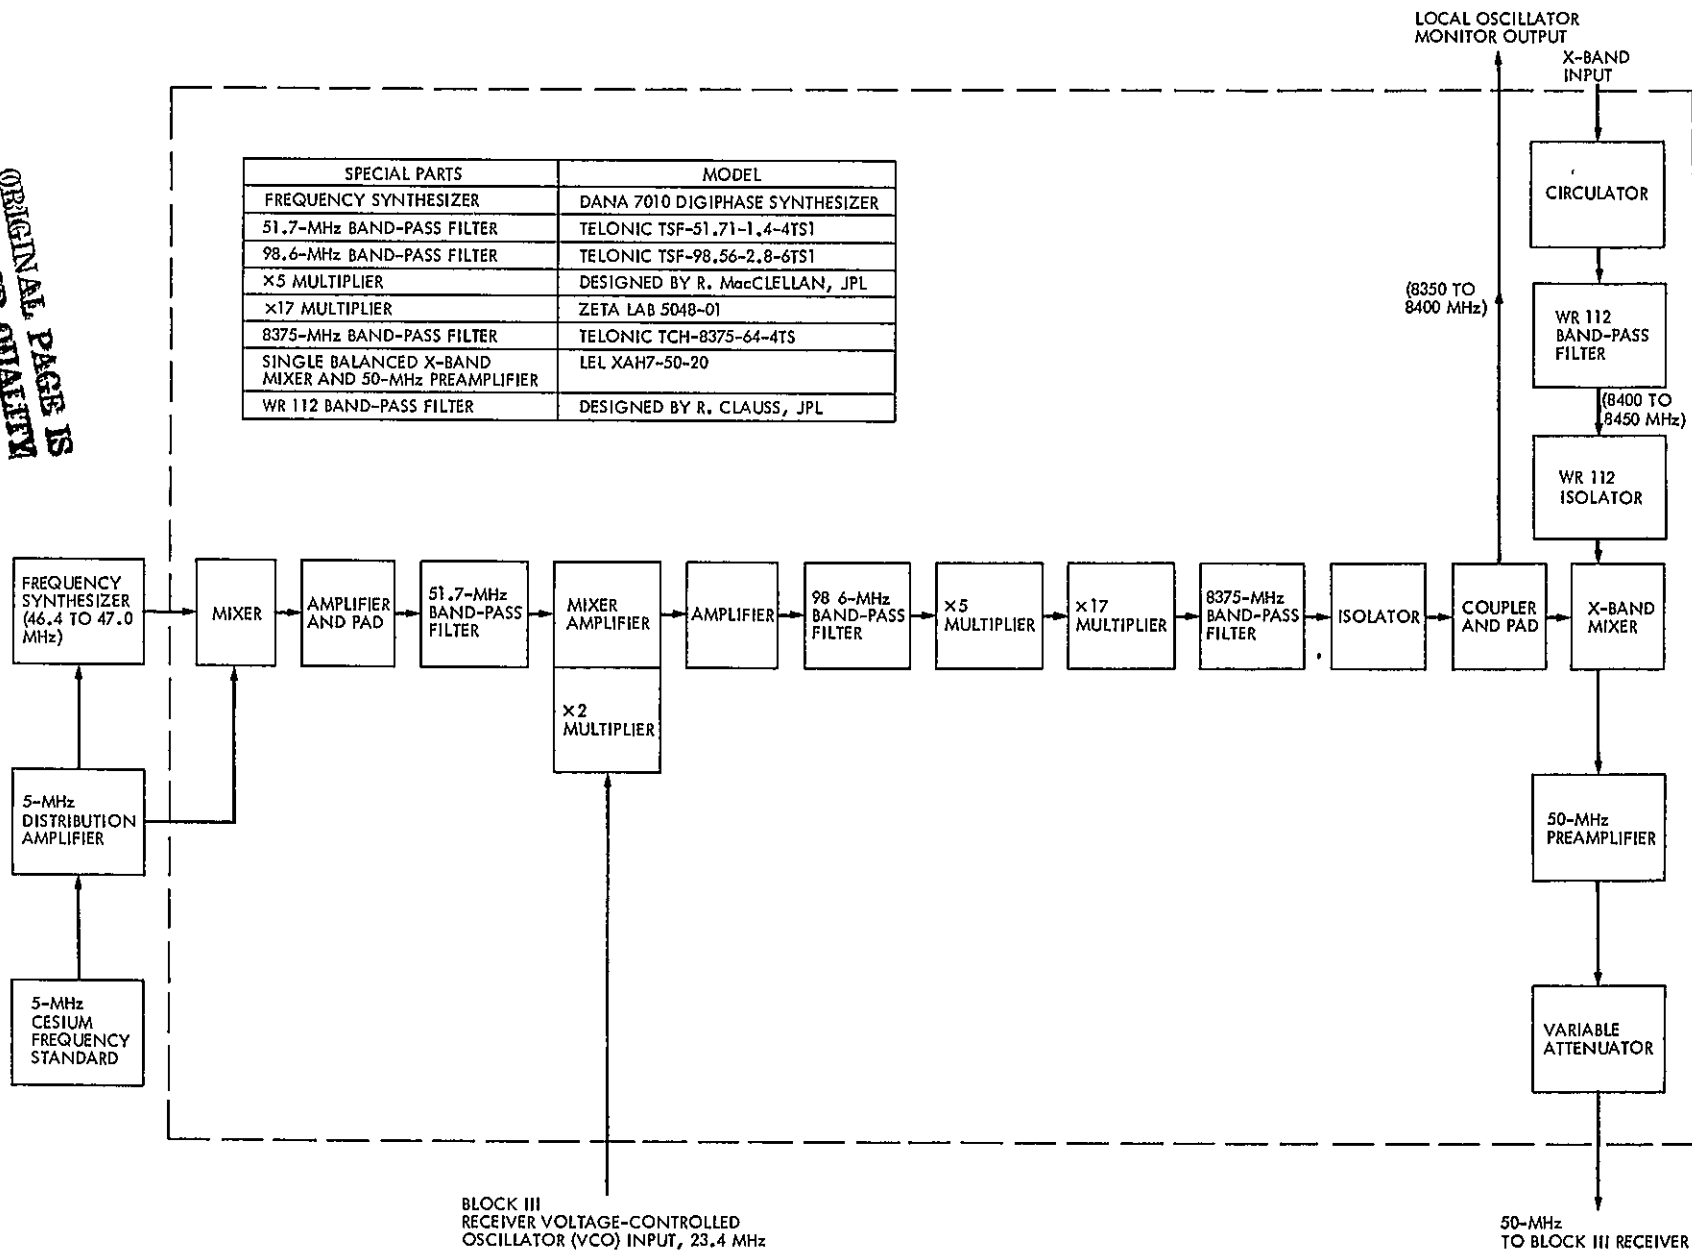 LOCAL OSCILLATOR
MONITOR OUTPUT
X-BAND
INPUT
ORIGINAL PAGE IS
QUALITY
SPECIAL PARTS MODEL
FREQUENCY SYNTHESIZER DANA 7010 DIGIPHASE SYNTHESIZER
51.7-MHz BAND-PASS FILTER TELONIC TSF-51.71-1.4-4TS1
98.6-MHz BAND-PASS FILTER TELONIC TSF-98.56-2.8-6TS1
×5 MULTIPLIER DESIGNED BY R. MacCLELLAN, JPL
×17 MULTIPLIER ZETA LAB 5048-01
8375-MHz BAND-PASS FILTER TELONIC TCH-8375-64-4TS
SINGLE BALANCED X-BAND LEL XAH7-50-20
MIXER AND 50-MHz PREAMPLIFIER
WR 112 BAND-PASS FILTER DESIGNED BY R. CLAUSS, JPL
CIRCULATOR
(8350 TO
8400 MHz)
WR 112
BAND-PASS
FILTER
(8400 TO
8450 MHz)
WR 112
ISOLATOR
FREQUENCY
SYNTHESIZER
(46.4 TO 47.0
MHz)
MIXER
AMPLIFIER
AND PAD
51.7-MHz
BAND-PASS
FILTER
MIXER
AMPLIFIER
×2
MULTIPLIER
AMPLIFIER
98 6-MHz
BAND-PASS
FILTER
×5
MULTIPLIER
×17
MULTIPLIER
8375-MHz
BAND-PASS
FILTER
ISOLATOR
COUPLER
AND PAD
X-BAND
MIXER
5-MHz
DISTRIBUTION
AMPLIFIER
50-MHz
PREAMPLIFIER
5-MHz
CESIUM
FREQUENCY
STANDARD
VARIABLE
ATTENUATOR
BLOCK III
RECEIVER VOLTAGE-CONTROLLED
OSCILLATOR (VCO) INPUT, 23.4 MHz
50-MHz
TO BLOCK III RECEIVER